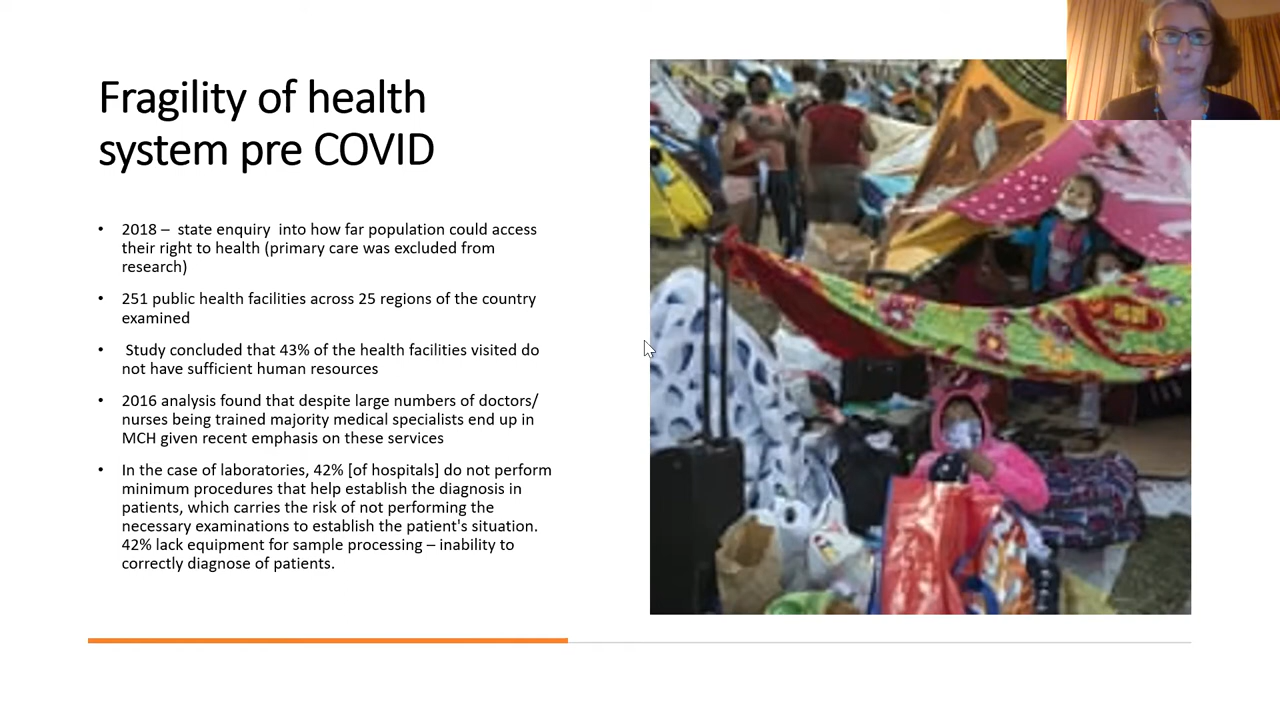 Fragility of health
system pre COVID
• 2018 – state enquiry into how far population could access
their right to health (primary care was excluded from
research)
• 251 public health facilities across 25 regions of the country
examined
• Study concluded that 43% of the health facilities visited do
not have sufficient human resources
• 2016 analysis found that despite large numbers of doctors/
nurses being trained majority medical specialists end up in
MCH given recent emphasis on these services
• In the case of laboratories, 42% [of hospitals] do not perform
minimum procedures that help establish the diagnosis in
patients, which carries the risk of not performing the
necessary examinations to establish the patient's situation.
42% lack equipment for sample processing – inability to
correctly diagnose of patients.